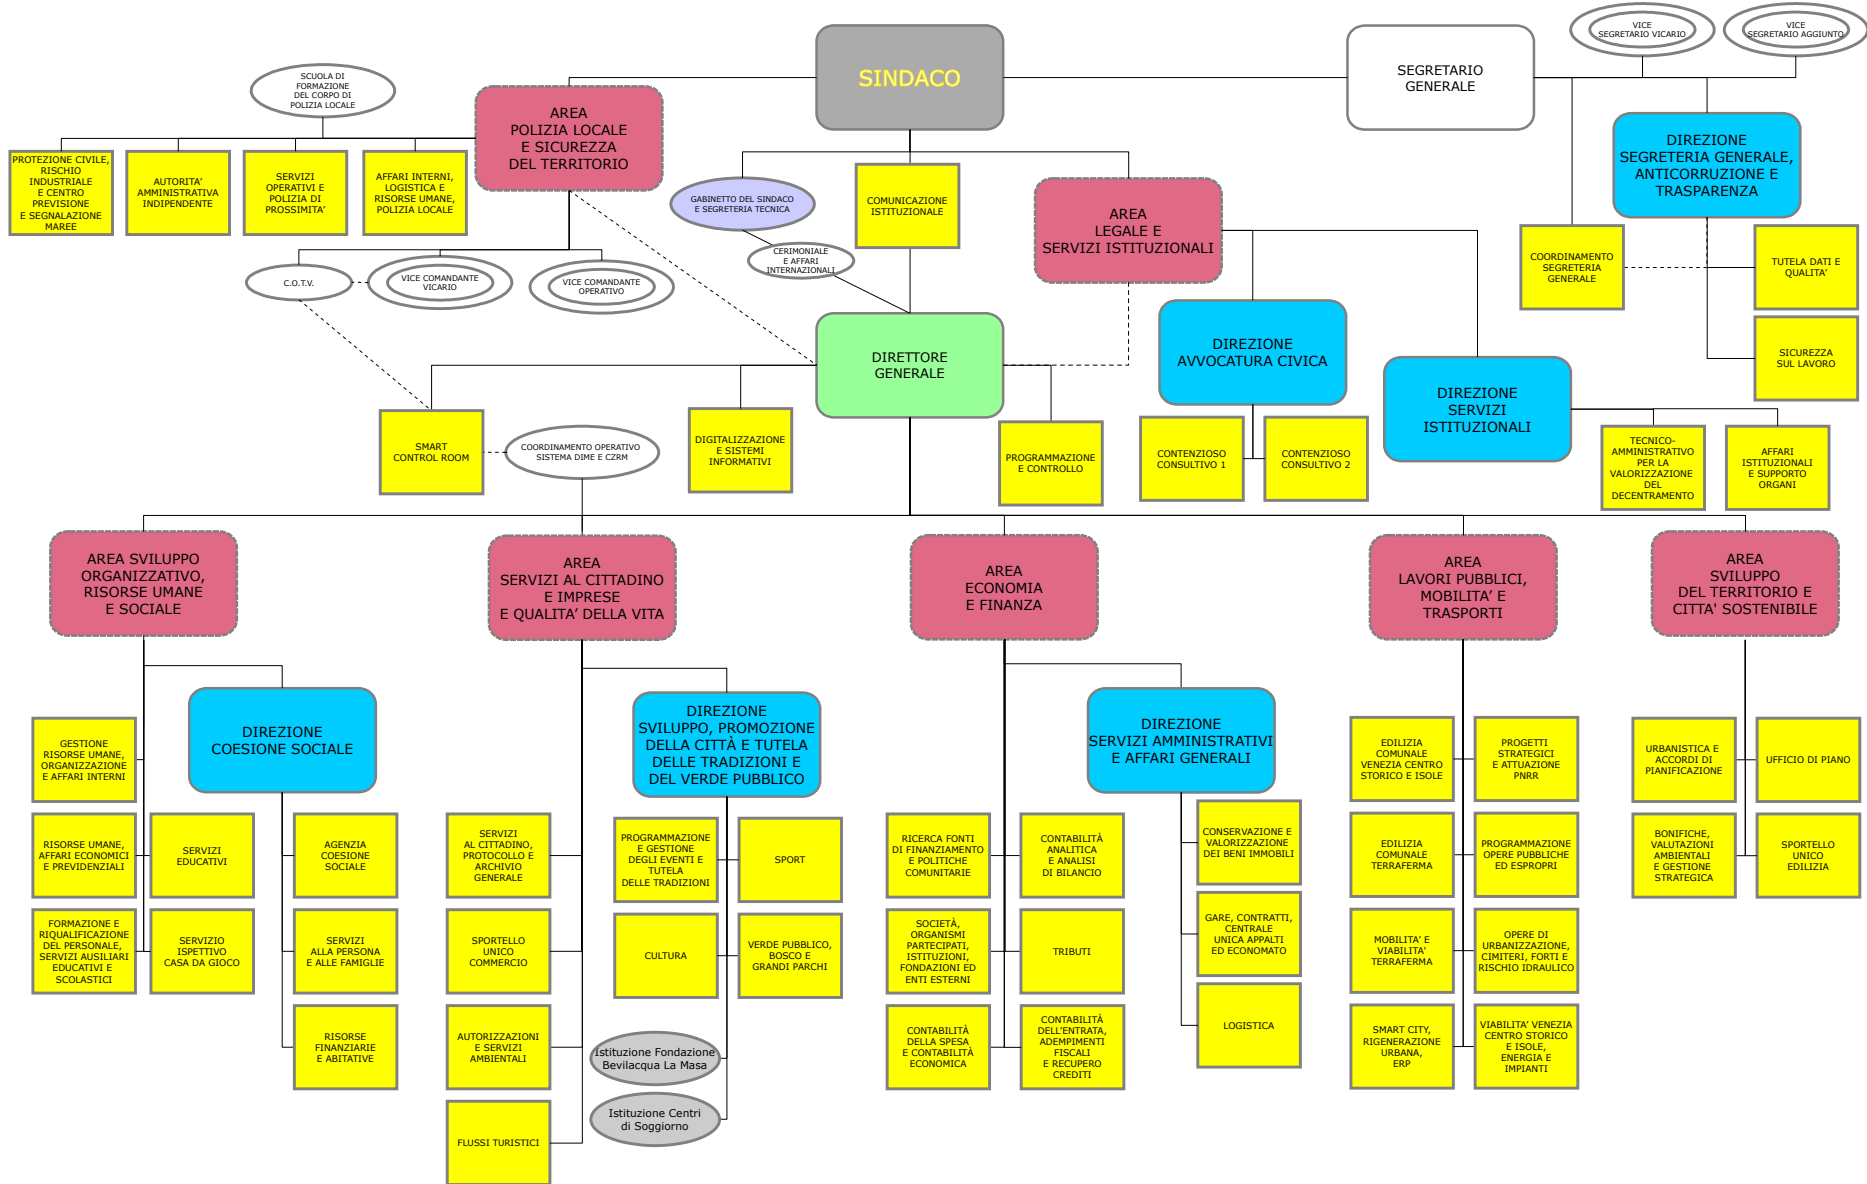 SINDACO
SEGRETARIO
GENERALE
VICE
SEGRETARIO VICARIO
VICE
SEGRETARIO AGGIUNTO
SCUOLA DI
FORMAZIONE
DEL CORPO DI
POLIZIA LOCALE
AREA
POLIZIA LOCALE
E SICUREZZA
DEL TERRITORIO
DIREZIONE
SEGRETERIA GENERALE,
ANTICORRUZIONE E
TRASPARENZA
PROTEZIONE CIVILE,
RISCHIO
INDUSTRIALE
E CENTRO
PREVISIONE
E SEGNALAZIONE
MAREE
AUTORITA’
AMMINISTRATIVA
INDIPENDENTE
SERVIZI
OPERATIVI E
POLIZIA DI
PROSSIMITA’
AFFARI INTERNI,
LOGISTICA E
RISORSE UMANE,
POLIZIA LOCALE
GABINETTO DEL SINDACO
E SEGRETERIA TECNICA
COMUNICAZIONE
ISTITUZIONALE
AREA
LEGALE E
SERVIZI ISTITUZIONALI
CERIMONIALE
E AFFARI
INTERNAZIONALI
COORDINAMENTO
SEGRETERIA
GENERALE
TUTELA DATI E
QUALITA’
SICUREZZA
SUL LAVORO
C.O.T.V.
VICE COMANDANTE
VICARIO
VICE COMANDANTE
OPERATIVO
DIRETTORE
GENERALE
DIREZIONE
AVVOCATURA CIVICA
DIREZIONE
SERVIZI
ISTITUZIONALI
SMART
CONTROL ROOM
COORDINAMENTO OPERATIVO
SISTEMA DIME E CZRM
DIGITALIZZAZIONE
E SISTEMI
INFORMATIVI
PROGRAMMAZIONE
E CONTROLLO
CONTENZIOSO
CONSULTIVO 1
CONTENZIOSO
CONSULTIVO 2
TECNICO-
AMMINISTRATIVO
PER LA
VALORIZZAZIONE
DEL
DECENTRAMENTO
AFFARI
ISTITUZIONALI
E SUPPORTO
ORGANI
AREA SVILUPPO
ORGANIZZATIVO,
RISORSE UMANE
E SOCIALE
AREA
SERVIZI AL CITTADINO
E IMPRESE
E QUALITA’ DELLA VITA
AREA
ECONOMIA
E FINANZA
AREA
LAVORI PUBBLICI,
MOBILITA’ E
TRASPORTI
AREA
SVILUPPO
DEL TERRITORIO E
CITTA' SOSTENIBILE
DIREZIONE
COESIONE SOCIALE
GESTIONE
RISORSE UMANE,
ORGANIZZAZIONE
E AFFARI INTERNI
RISORSE UMANE,
AFFARI ECONOMICI
E PREVIDENZIALI
SERVIZI
EDUCATIVI
FORMAZIONE E
RIQUALIFICAZIONE
DEL PERSONALE,
SERVIZI AUSILIARI
EDUCATIVI E
SCOLASTICI
SERVIZIO
ISPETTIVO
CASA DA GIOCO
AGENZIA
COESIONE
SOCIALE
SERVIZI
ALLA PERSONA
E ALLE FAMIGLIE
RISORSE
FINANZIARIE
E ABITATIVE
DIREZIONE
SVILUPPO, PROMOZIONE
DELLA CITTÀ E TUTELA
DELLE TRADIZIONI E
DEL VERDE PUBBLICO
SERVIZI
AL CITTADINO,
PROTOCOLLO E
ARCHIVIO
GENERALE
SPORTELLO
UNICO
COMMERCIO
AUTORIZZAZIONI
E SERVIZI
AMBIENTALI
FLUSSI TURISTICI
PROGRAMMAZIONE
E GESTIONE
DEGLI EVENTI E
TUTELA
DELLE TRADIZIONI
SPORT
CULTURA
VERDE PUBBLICO,
BOSCO E
GRANDI PARCHI
Istituzione Fondazione
Bevilacqua La Masa
Istituzione Centri
di Soggiorno
DIREZIONE
SERVIZI AMMINISTRATIVI
E AFFARI GENERALI
RICERCA FONTI
DI FINANZIAMENTO
E POLITICHE
COMUNITARIE
CONTABILITÀ
ANALITICA
E ANALISI
DI BILANCIO
SOCIETÀ,
ORGANISMI
PARTECIPATI,
ISTITUZIONI,
FONDAZIONI ED
ENTI ESTERNI
TRIBUTI
CONTABILITÀ
DELLA SPESA
E CONTABILITÀ
ECONOMICA
CONTABILITÀ
DELL’ENTRATA,
ADEMPIMENTI
FISCALI
E RECUPERO
CREDITI
CONSERVAZIONE E
VALORIZZAZIONE
DEI BENI IMMOBILI
GARE, CONTRATTI,
CENTRALE
UNICA APPALTI
ED ECONOMATO
LOGISTICA
EDILIZIA
COMUNALE
VENEZIA CENTRO
STORICO E ISOLE
PROGETTI
STRATEGICI
E ATTUAZIONE
PNRR
EDILIZIA
COMUNALE
TERRAFERMA
PROGRAMMAZIONE
OPERE PUBBLICHE
ED ESPROPRI
MOBILITA’ E
VIABILITA'
TERRAFERMA
OPERE DI
URBANIZZAZIONE,
CIMITERI, FORTI E
RISCHIO IDRAULICO
SMART CITY,
RIGENERAZIONE
URBANA,
ERP
VIABILITA’ VENEZIA
CENTRO STORICO
E ISOLE,
ENERGIA E
IMPIANTI
URBANISTICA E
ACCORDI DI
PIANIFICAZIONE
UFFICIO DI PIANO
BONIFICHE,
VALUTAZIONI
AMBIENTALI
E GESTIONE
STRATEGICA
SPORTELLO
UNICO
EDILIZIA